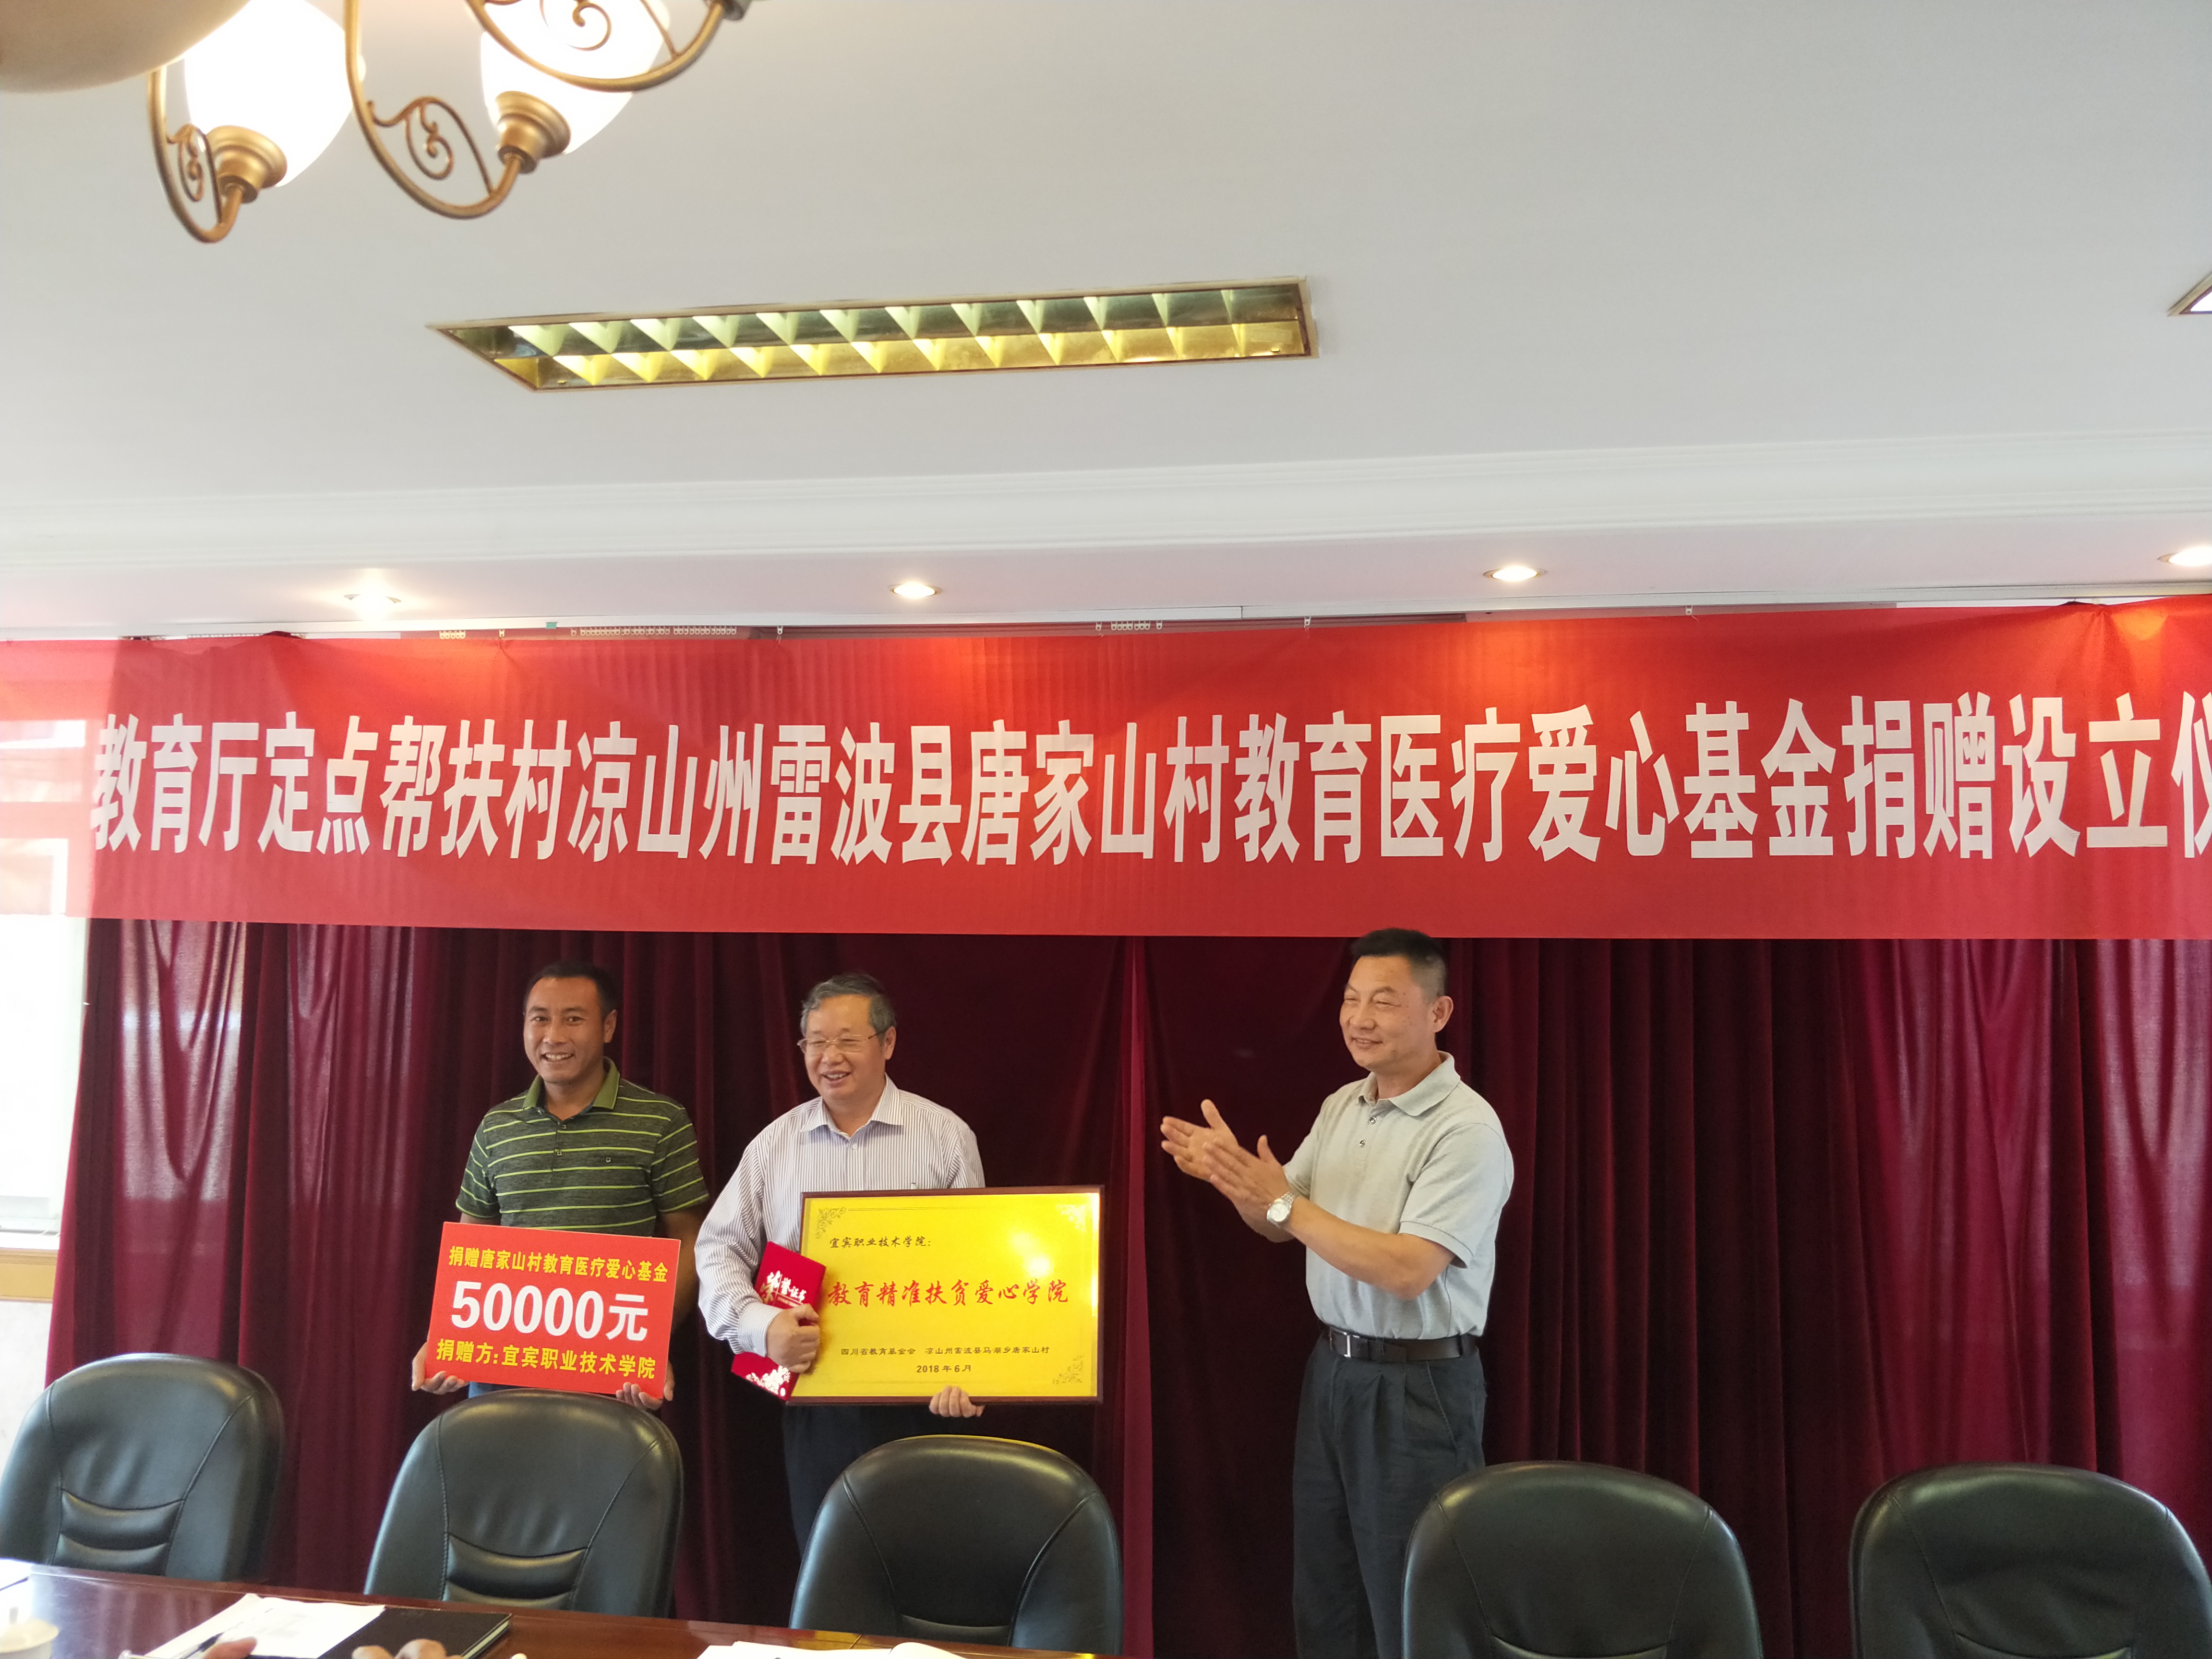 教育厅定点帮扶村凉山州雷波县唐家山村教育医疗爱心基金捐赠设立仪
捐赠唐家山村教育医疗爱心基金
50000元
捐赠方:宜宾职业技术学院
宜宾职业技术学院:
教育精准扶贫爱心学院
四川省教育基金会 凉山州雷波县马湖乡唐家山村
2018年6月
证书